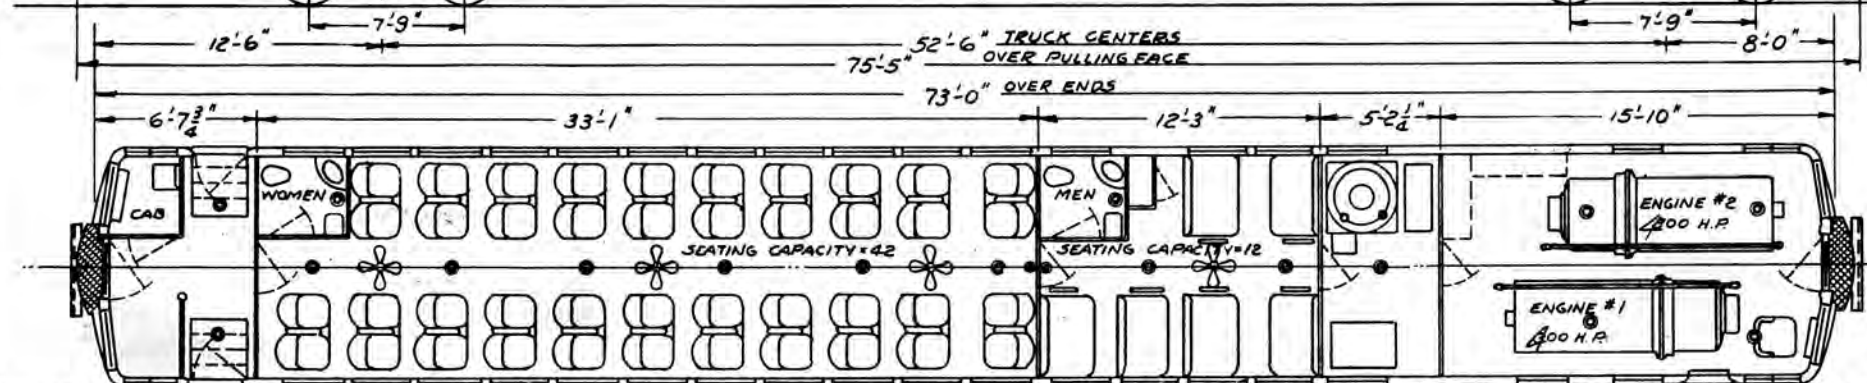 7'-9" 7'-9"
12'-6" 52'-6" TRUCK CENTERS 8'-0"
75'-5" OVER PULLING FACE
73'-0" OVER ENDS
6'-7 3/4" 33'-1" 12'-3" 5'-2 1/4" 15'-10"
CAB
WOMEN
SEATING CAPACITY=42
MEN
SEATING CAPACITY=12
ENGINE #2
400 H.P.
ENGINE #1
400 H.P.